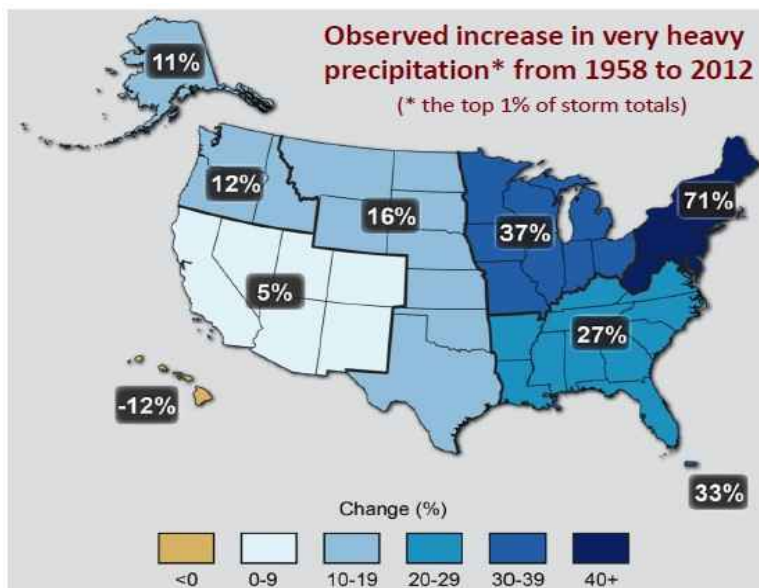 Observed increase in very heavy
precipitation* from 1958 to 2012
(* the top 1% of storm totals)
11%
12%
16%
37%
71%
5%
27%
-12%
33%
Change (%)
<0 0-9 10-19 20-29 30-39 40+